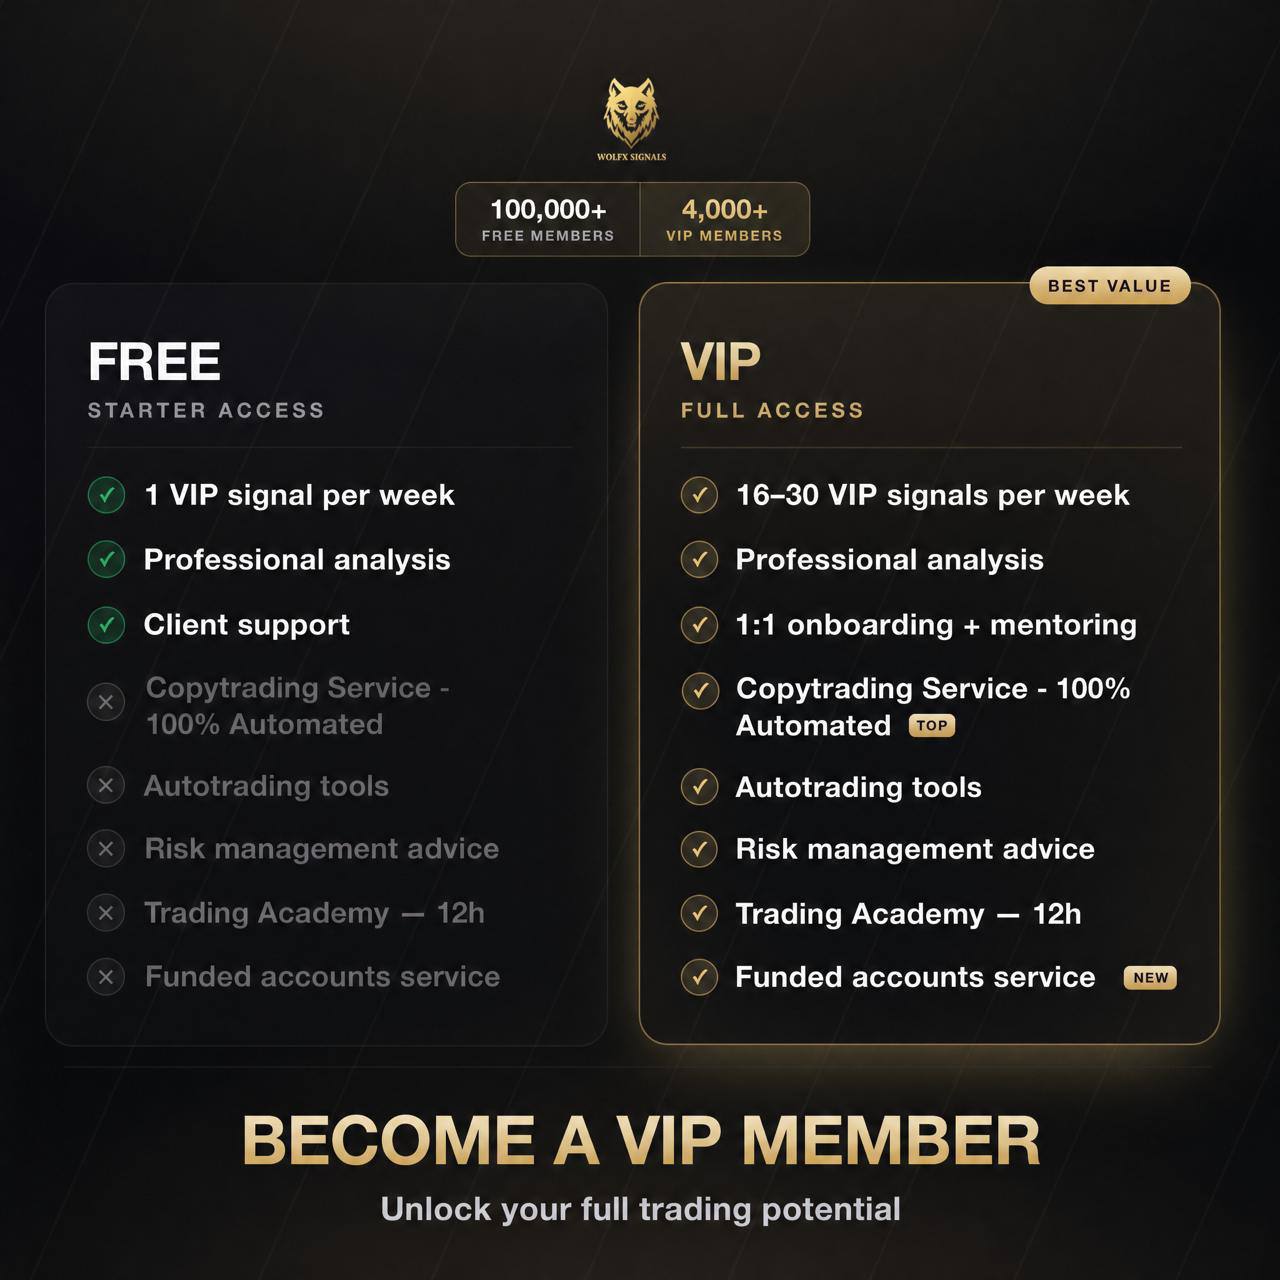 WOLFX SIGNALS
100,000+
FREE MEMBERS
4,000+
VIP MEMBERS
FREE
STARTER ACCESS
✓ 1 VIP signal per week
✓ Professional analysis
✓ Client support
✕ Copytrading Service -
100% Automated
✕ Autotrading tools
✕ Risk management advice
✕ Trading Academy — 12h
✕ Funded accounts service
BEST VALUE
VIP
FULL ACCESS
✓ 16–30 VIP signals per week
✓ Professional analysis
✓ 1:1 onboarding + mentoring
✓ Copytrading Service - 100%
Automated TOP
✓ Autotrading tools
✓ Risk management advice
✓ Trading Academy — 12h
✓ Funded accounts service NEW
BECOME A VIP MEMBER
Unlock your full trading potential